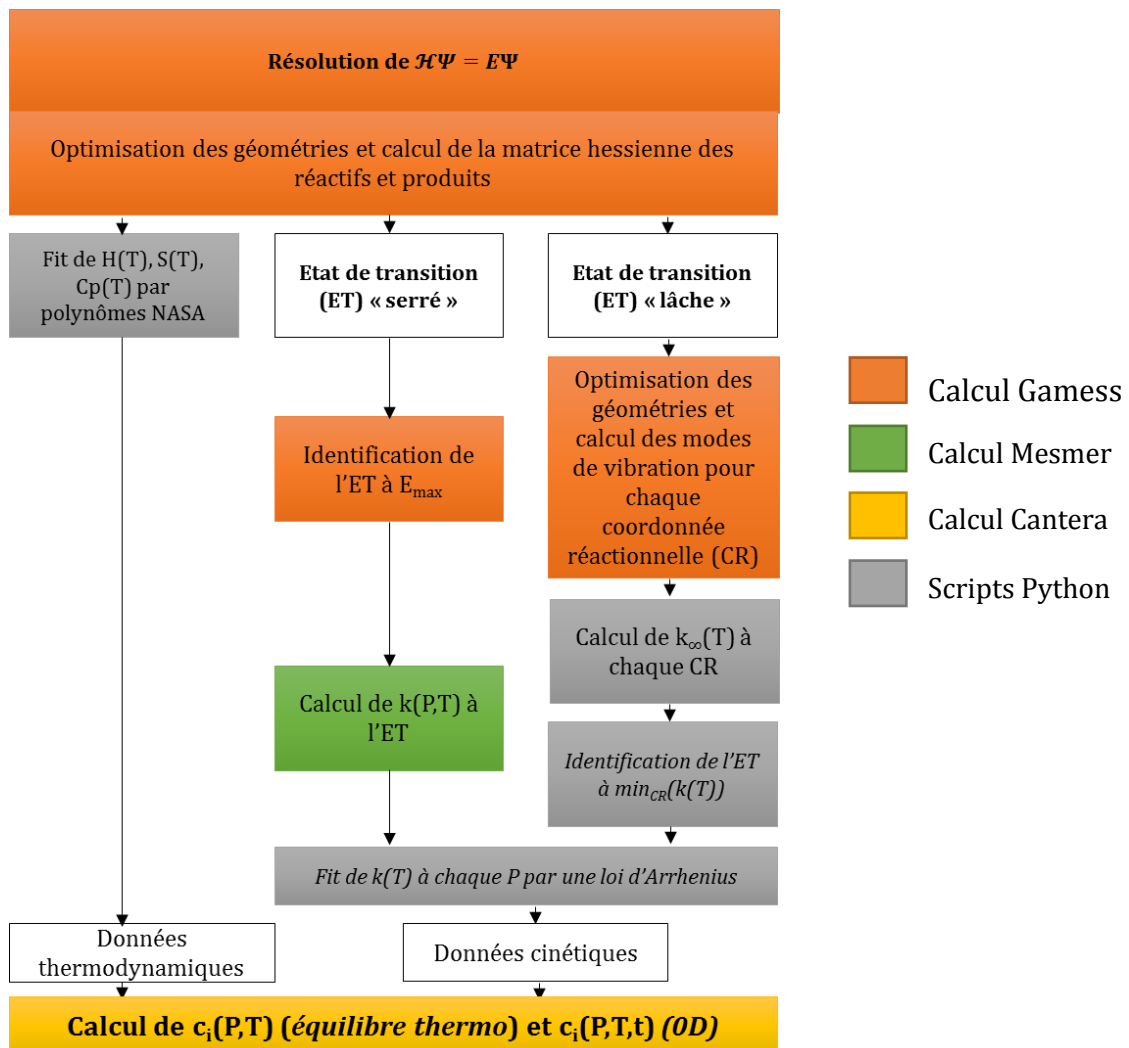 Résolution de ℋΨ = EΨ
Optimisation des géométries et calcul de la matrice hessienne des
réactifs et produits
Fit de H(T), S(T),
Cp(T) par
polynômes NASA
Etat de transition
(ET) « serré »
Etat de transition
(ET) « lâche »
Identification de
l’ET à Emax
Optimisation des
géométries et
calcul des modes
de vibration pour
chaque
coordonnée
réactionnelle (CR)
Calcul de k∞(T) à
chaque CR
Calcul de k(P,T) à
l’ET
Identification de l’ET
à minCR(k(T))
Fit de k(T) à chaque P par une loi d’Arrhenius
Données
thermodynamiques
Données cinétiques
Calcul de ci(P,T) (équilibre thermo) et ci(P,T,t) (0D)
Calcul Gamess
Calcul Mesmer
Calcul Cantera
Scripts Python